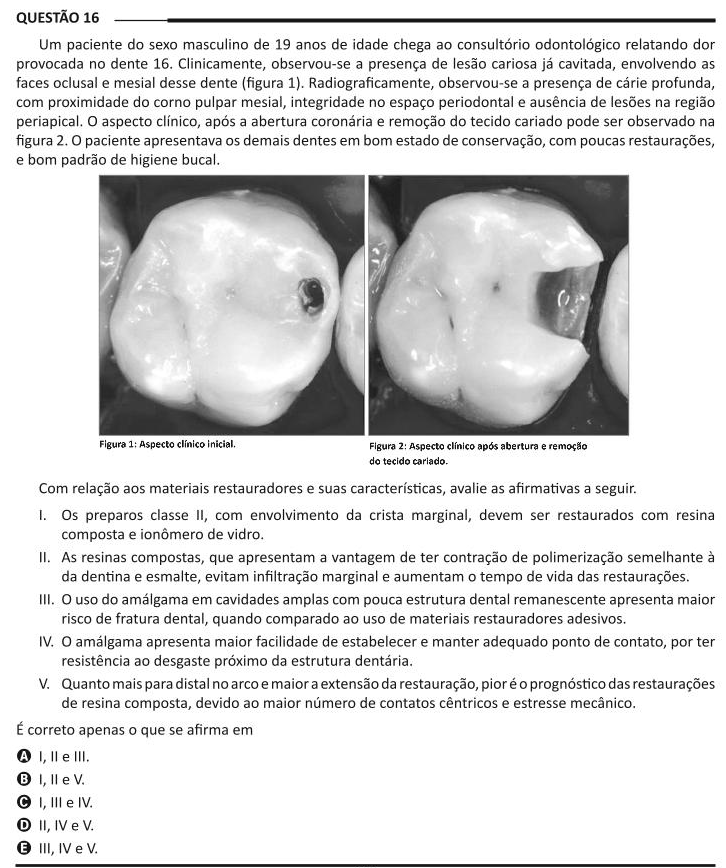 QUESTÃO 16
Um paciente do sexo masculino de 19 anos de idade chega ao consultório odontológico relatando dor
provocada no dente 16. Clinicamente, observou-se a presença de lesão cariosa já cavitada, envolvendo as
faces oclusal e mesial desse dente (figura 1). Radiograficamente, observou-se a presença de cárie profunda,
com proximidade do corno pulpar mesial, integridade no espaço periodontal e ausência de lesões na região
periapical. O aspecto clínico, após a abertura coronária e remoção do tecido cariado pode ser observado na
figura 2. O paciente apresentava os demais dentes em bom estado de conservação, com poucas restaurações,
e bom padrão de higiene bucal.
Figura 1: Aspecto clínico inicial.
Figura 2: Aspecto clínico após abertura e remoção
do tecido cariado.
Com relação aos materiais restauradores e suas características, avalie as afirmativas a seguir.
I. Os preparos classe II, com envolvimento da crista marginal, devem ser restaurados com resina
composta e ionômero de vidro.
II. As resinas compostas, que apresentam a vantagem de ter contração de polimerização semelhante à
da dentina e esmalte, evitam infiltração marginal e aumentam o tempo de vida das restaurações.
III. O uso do amálgama em cavidades amplas com pouca estrutura dental remanescente apresenta maior
risco de fratura dental, quando comparado ao uso de materiais restauradores adesivos.
IV. O amálgama apresenta maior facilidade de estabelecer e manter adequado ponto de contato, por ter
resistência ao desgaste próximo da estrutura dentária.
V. Quanto mais para distal no arco e maior a extensão da restauração, pior é o prognóstico das restaurações
de resina composta, devido ao maior número de contatos cêntricos e estresse mecânico.
É correto apenas o que se afirma em
A I, II e III.
B I, II e V.
C I, III e IV.
D II, IV e V.
E III, IV e V.